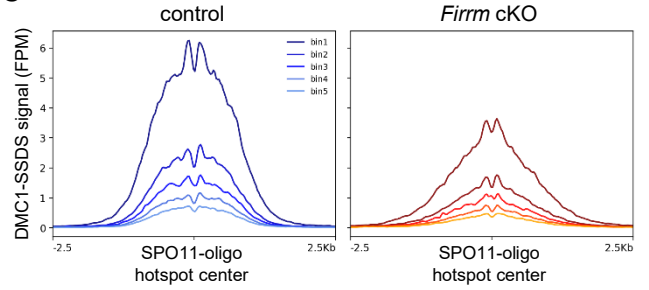 control
Firrm cKO
DMC1-SSDS signal (FPM)
6
5
4
3
2
1
0
bin1
bin2
bin3
bin4
bin5
-2.5
2.5Kb
-2.5
2.5Kb
SPO11-oligo
hotspot center
SPO11-oligo
hotspot center